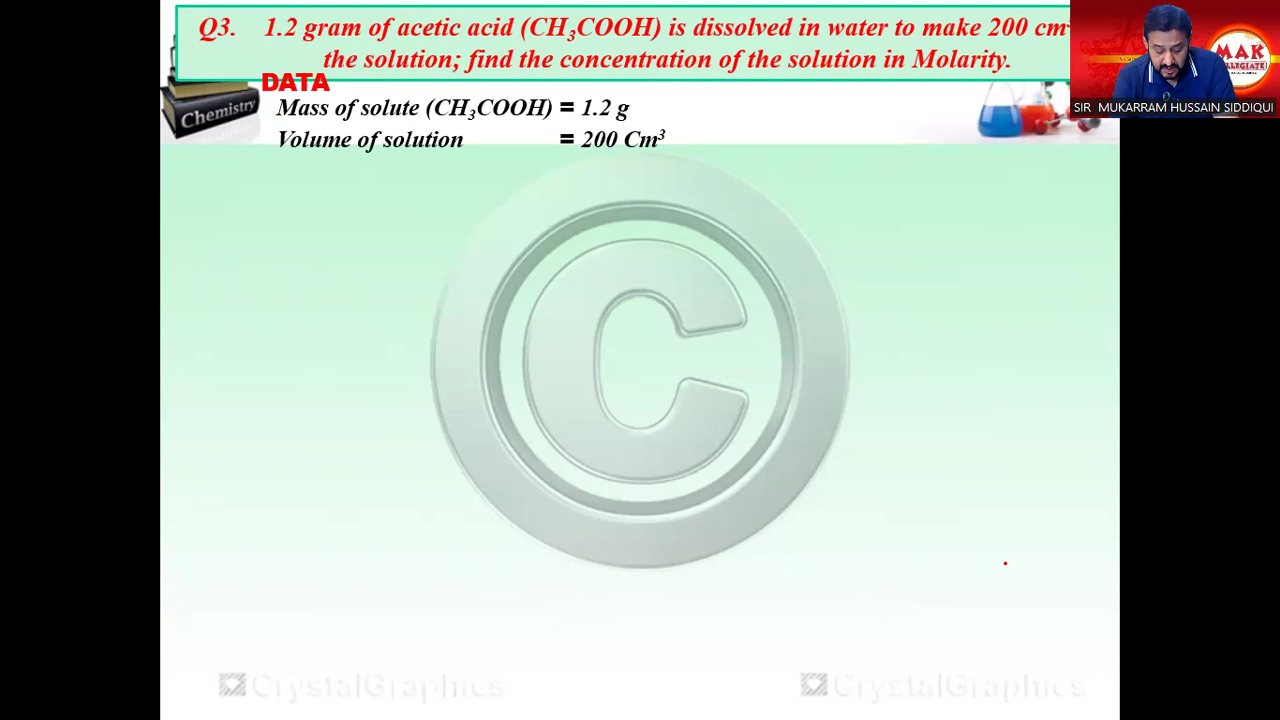 Q3. 1.2 gram of acetic acid (CH₃COOH) is dissolved in water to make 200 cm
the solution; find the concentration of the solution in Molarity.
DATA
Mass of solute (CH₃COOH) = 1.2 g
Volume of solution = 200 Cm³
Chemistry
MAK
SIR MUKARRAM HUSSAIN SIDDIQUI
C
CrystalGraphics
CrystalGraphics